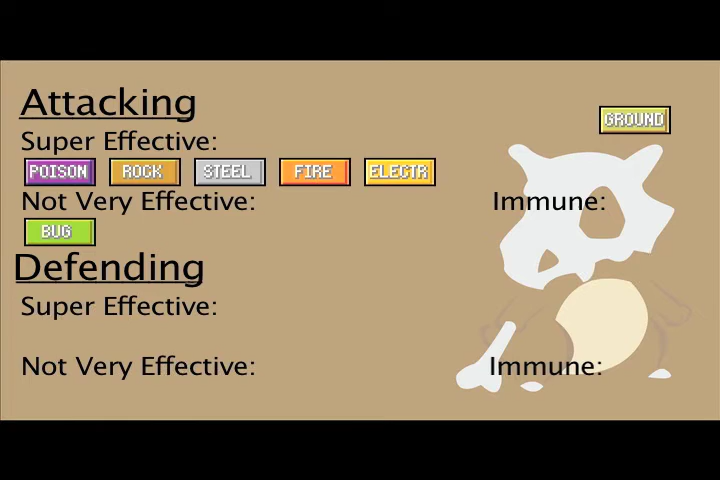 Attacking
GROUND
Super Effective:
POISON ROCK STEEL FIRE ELECTR
Not Very Effective: Immune:
BUG
Defending
Super Effective:
Not Very Effective: Immune: